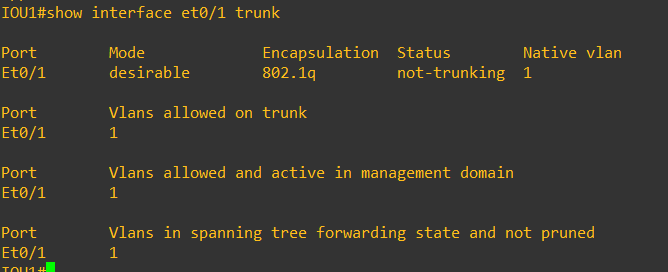 IOU1#show interface et0/1 trunk
Port Mode Encapsulation Status Native vlan
Et0/1 desirable 802.1q not-trunking 1
Port Vlans allowed on trunk
Et0/1 1
Port Vlans allowed and active in management domain
Et0/1 1
Port Vlans in spanning tree forwarding state and not pruned
Et0/1 1
IOU1#